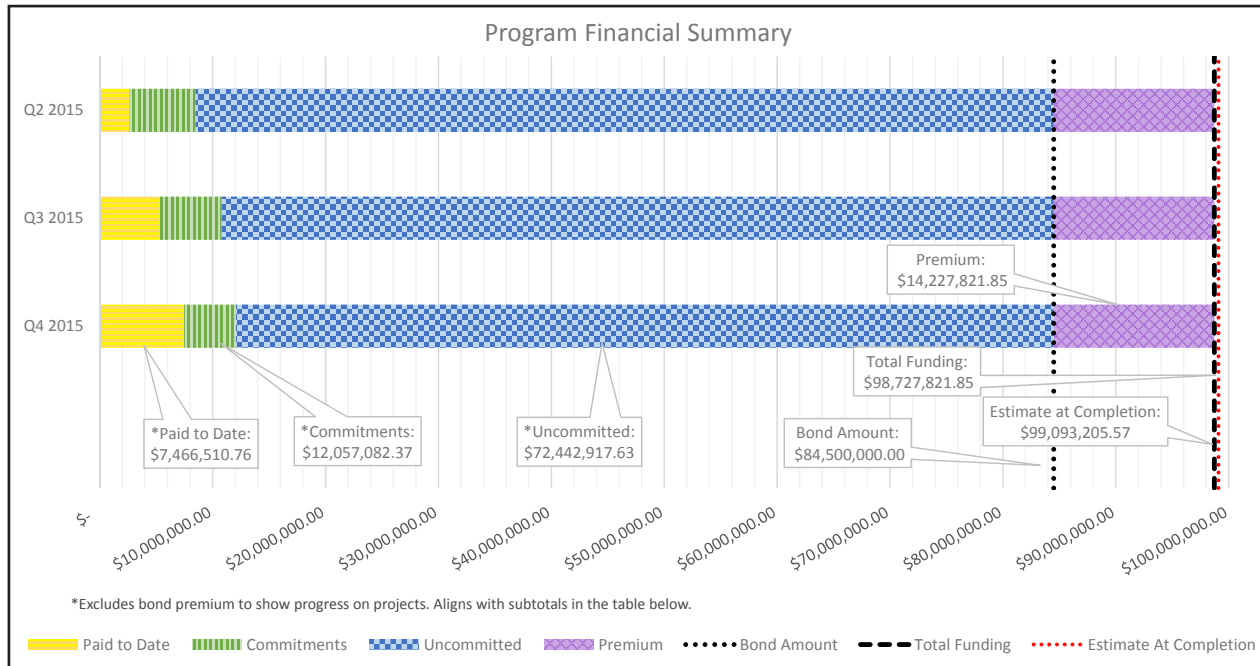 Program Financial Summary
Q2 2015
Q3 2015
Q4 2015
Premium:
$14,227,821.85
Total Funding:
$98,727,821.85
Estimate at Completion:
$99,093,205.57
Bond Amount:
$84,500,000.00
*Uncommitted:
$72,442,917.63
*Commitments:
$12,057,082.37
*Paid to Date:
$7,466,510.76
$-
$10,000,000.00
$20,000,000.00
$30,000,000.00
$40,000,000.00
$50,000,000.00
$60,000,000.00
$70,000,000.00
$80,000,000.00
$90,000,000.00
$100,000,000.00
*Excludes bond premium to show progress on projects. Aligns with subtotals in the table below.
Paid to Date Commitments Uncommitted Premium Bond Amount Total Funding Estimate At Completion